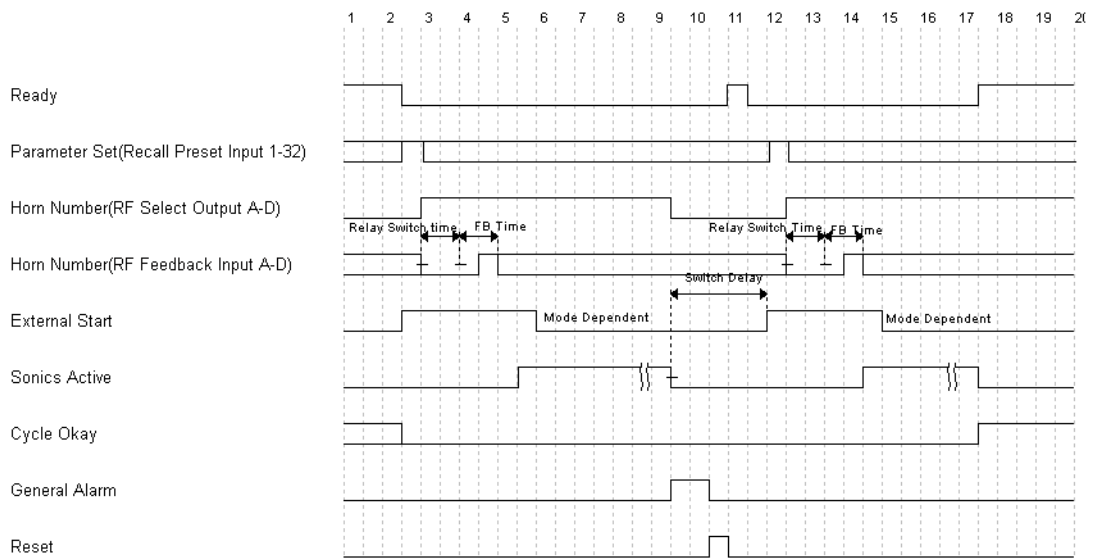 1 2 3 4 5 6 7 8 9 10 11 12 13 14 15 16 17 18 19 20
Ready
Parameter Set(Recall Preset Input 1-32)
Horn Number(RF Select Output A-D)
Relay Switch time FB Time Relay Switch Time FB Time
Horn Number(RF Feedback Input A-D)
Switch Delay
External Start Mode Dependent Mode Dependent
Sonics Active
Cycle Okay
General Alarm
Reset